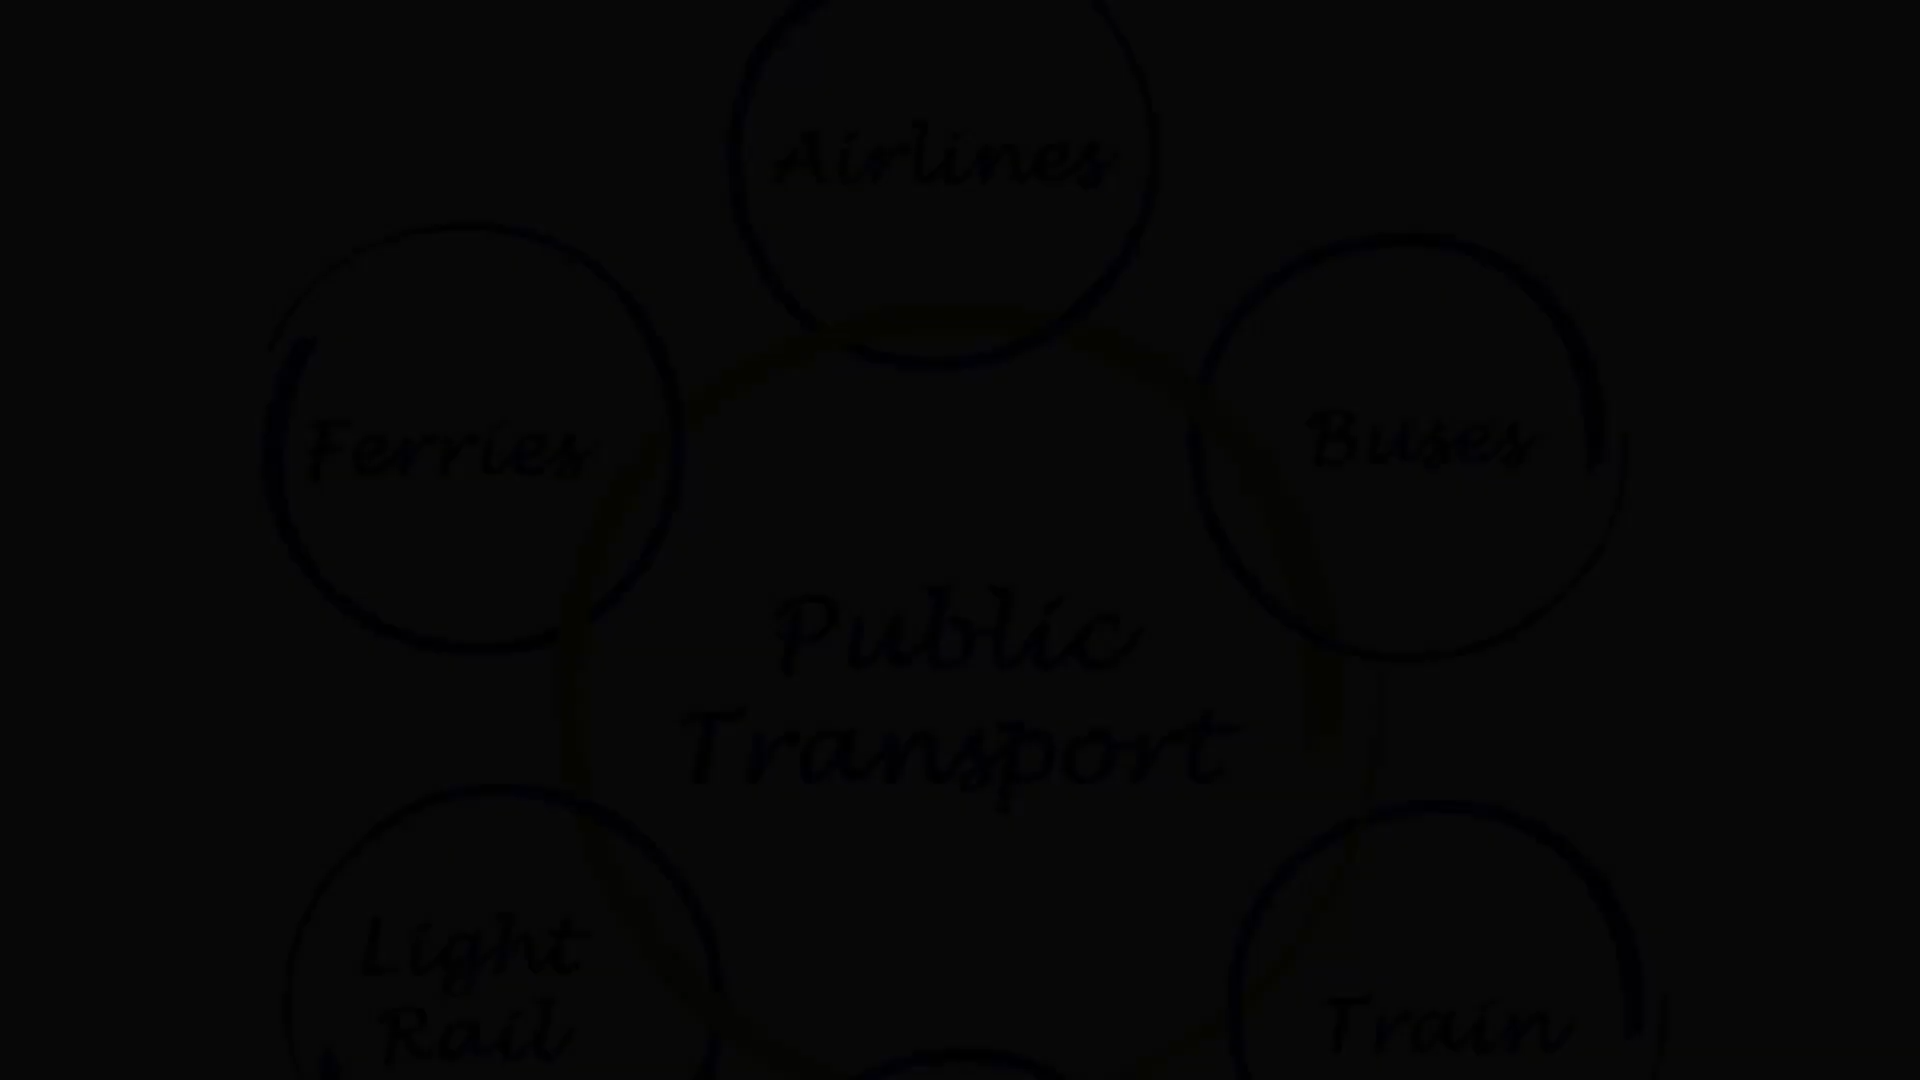 Airlines
Ferries
Buses
Public
Transport
Light
Rail
Train